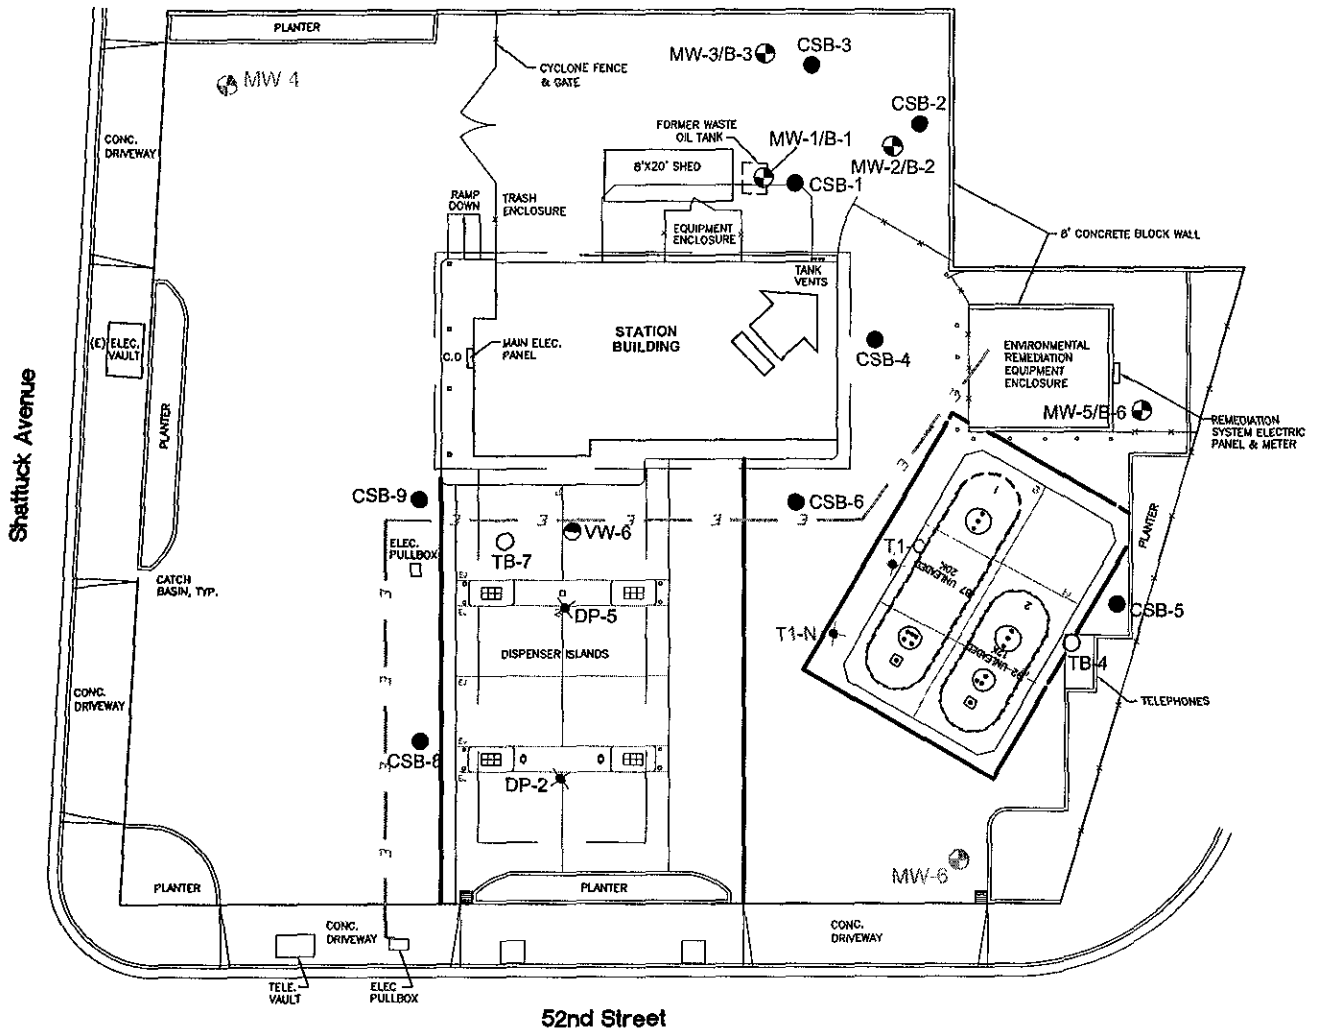 PLANTER
MW-3/B-3
CSB-3
CYCLONE FENCE
& GATE
MW 4
CSB-2
FORMER WASTE
OIL TANK
MW-1/B-1
CONC.
DRIVEWAY
8'X20' SHED
MW-2/B-2
CSB-1
RAMP
DOWN
TRASH
ENCLOSURE
EQUIPMENT
ENCLOSURE
CONCRETE BLOCK WALL
TANK
VENTS
STATION
BUILDING
(E) ELEC.
VAULT
MAIN ELEC.
PANEL
C.O
CSB-4
ENVIRONMENTAL
REMEDIATION
EQUIPMENT
ENCLOSURE
MW-5/B-6
REMEDIATION
SYSTEM ELECTRIC
PANEL & METER
Shattuck Avenue
PLANTER
CSB-9
CSB-6
1
PLANTER
VW-6
ELEC.
PULLBOX
TB-7
UNLEADED
20K
CATCH
BASIN, TYP.
2
CSB-5
DP-5
T1-N
UNLEADED
12K
DISPENSER ISLANDS
TB-4
CONC.
DRIVEWAY
TELEPHONES
CSB-8
DP-2
MW-6
PLANTER
PLANTER
CONC.
DRIVEWAY
CONC.
DRIVEWAY
TELE.
VAULT
ELEC
PULLBOX
52nd Street